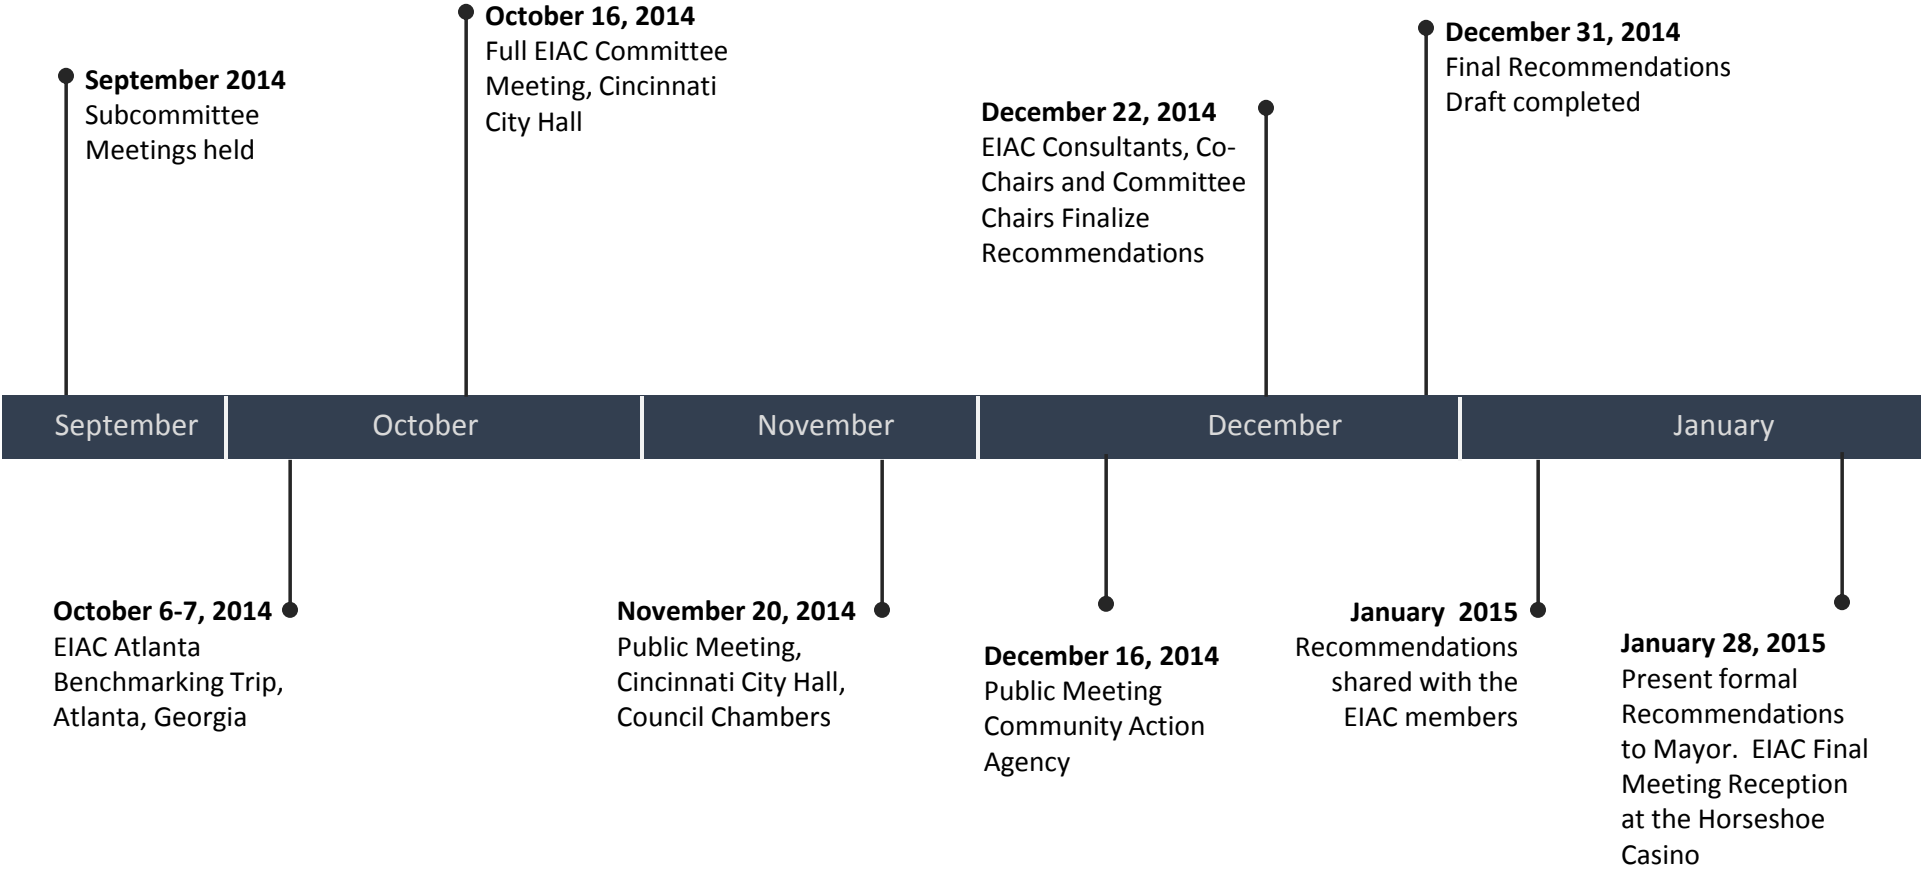 October 16, 2014
Full EIAC Committee
Meeting, Cincinnati
City Hall
September 2014
Subcommittee
Meetings held
December 22, 2014
EIAC Consultants, Co-
Chairs and Committee
Chairs Finalize
Recommendations
December 31, 2014
Final Recommendations
Draft completed
September
October
November
December
January
October 6-7, 2014
EIAC Atlanta
Benchmarking Trip,
Atlanta, Georgia
November 20, 2014
Public Meeting,
Cincinnati City Hall,
Council Chambers
December 16, 2014
Public Meeting
Community Action
Agency
January  2015
Recommendations
shared with the
EIAC members
January 28, 2015
Present formal
Recommendations
to Mayor.  EIAC Final
Meeting Reception
at the Horseshoe
Casino